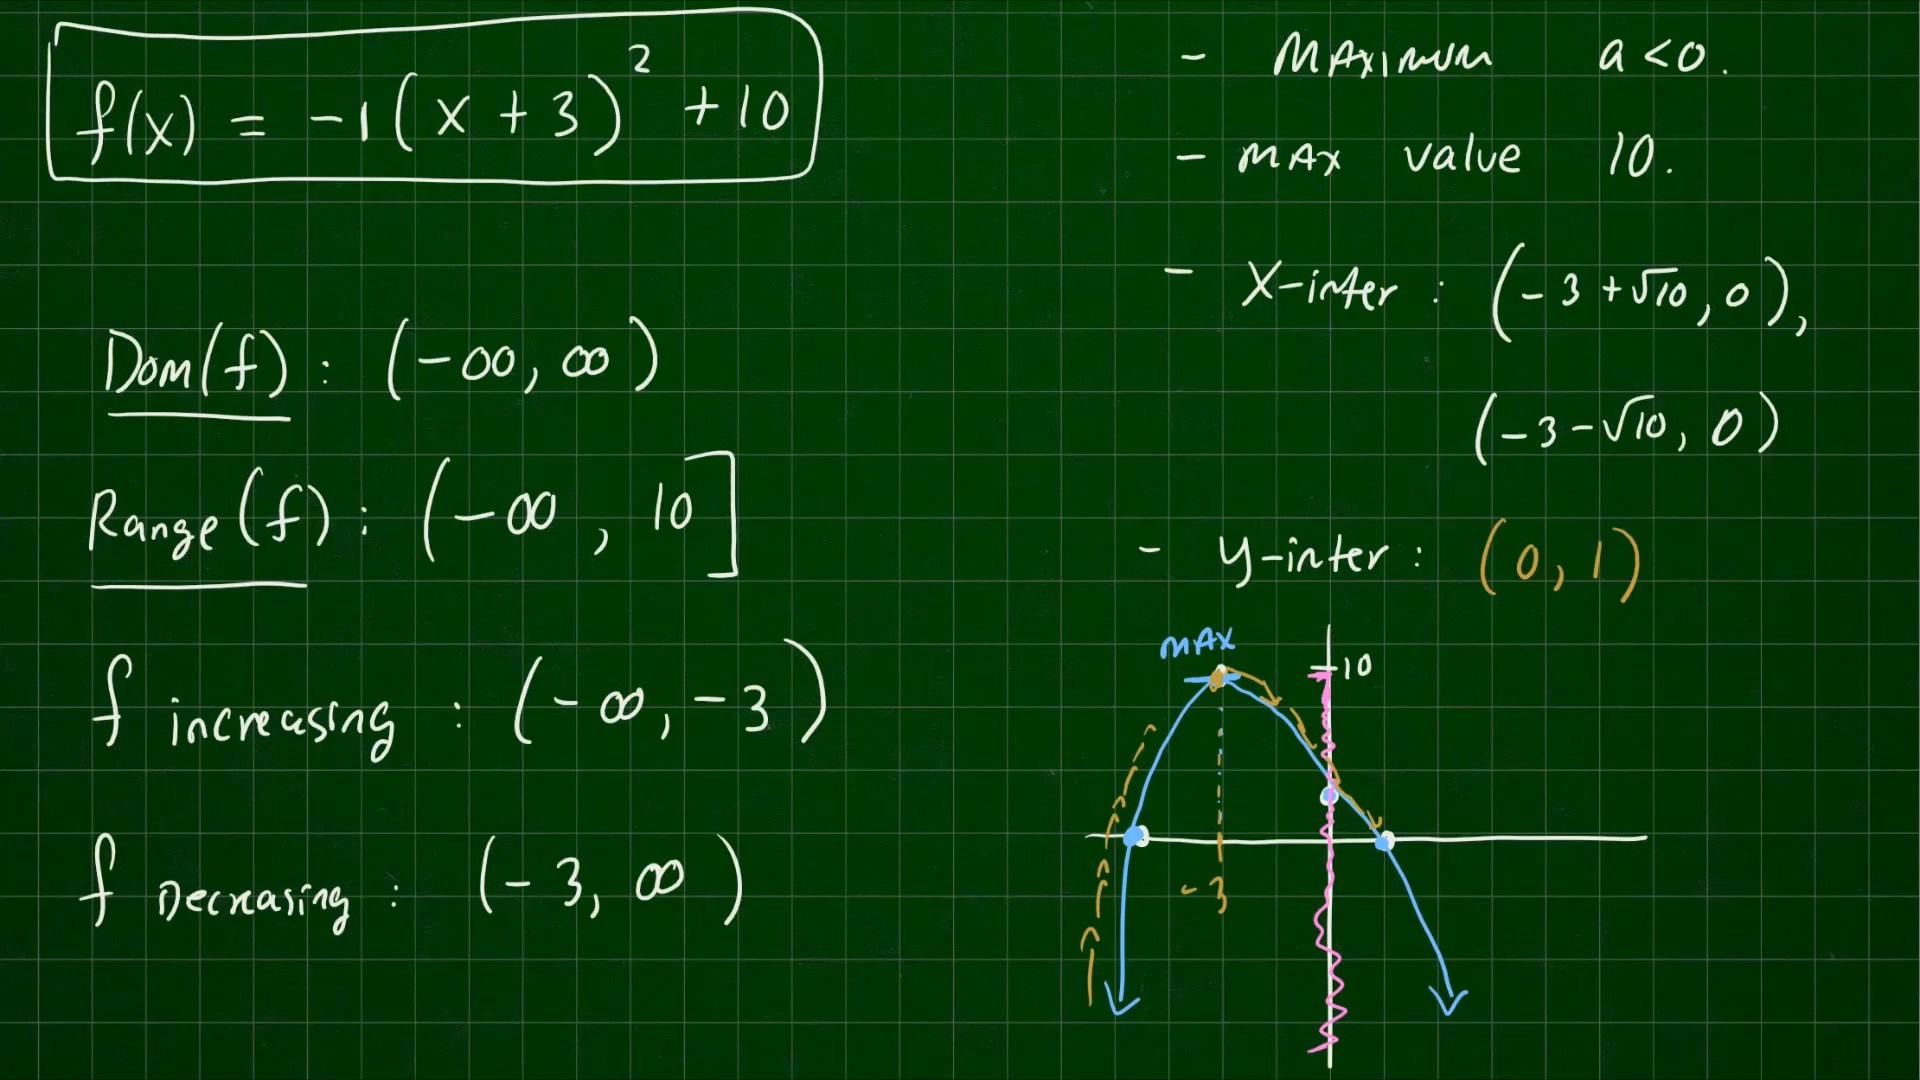 f(x) = -1(x+3)² +10
Dom(f) : (-∞, ∞)
Range(f) : (-∞, 10]
f increasing : (-∞, -3)
f Decreasing : (-3, ∞)
- MAXIMUM a<0.
- MAX value 10.
- X-inter : (-3+√10, 0),
(-3-√10, 0)
- y-inter : (0, 1)
MAX
10
-3